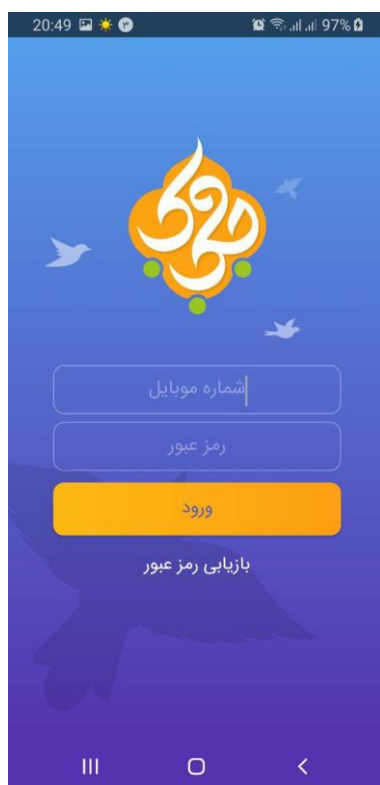 20:49
97%
شماره موبایل
رمز عبور
ورود
بازیابی رمز عبور